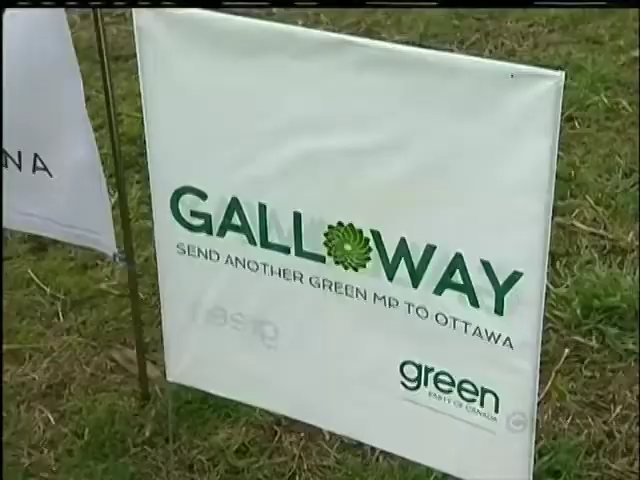 NA
GALLOWAY
SEND ANOTHER GREEN MP TO OTTAWA
green
PARTY OF CANADA